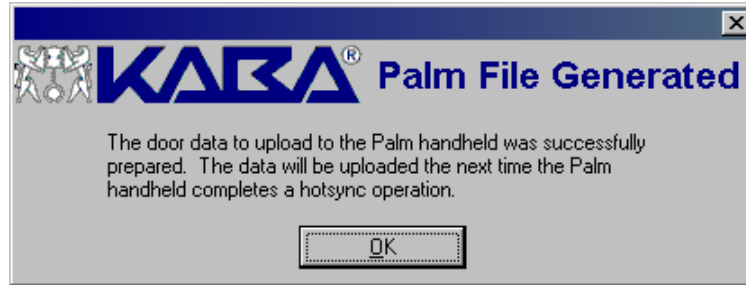 KABA® Palm File Generated
The door data to upload to the Palm handheld was successfully
prepared. The data will be uploaded the next time the Palm
handheld completes a hotsync operation.
OK